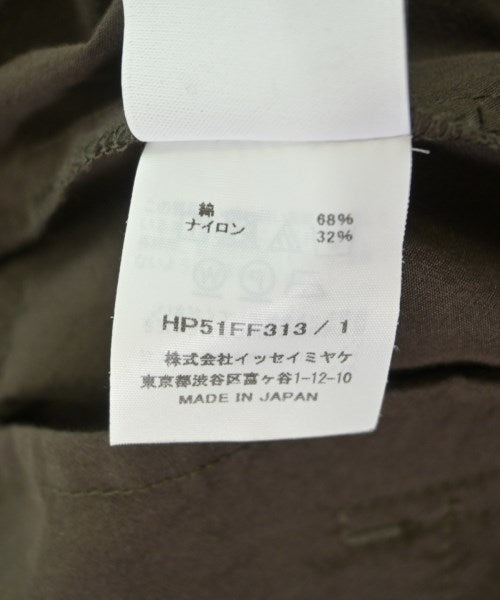 綿 68%
ナイロン 32%
HP51FF313 / 1
株式会社イッセイミヤケ
東京都渋谷区富ヶ谷1-12-10
MADE IN JAPAN